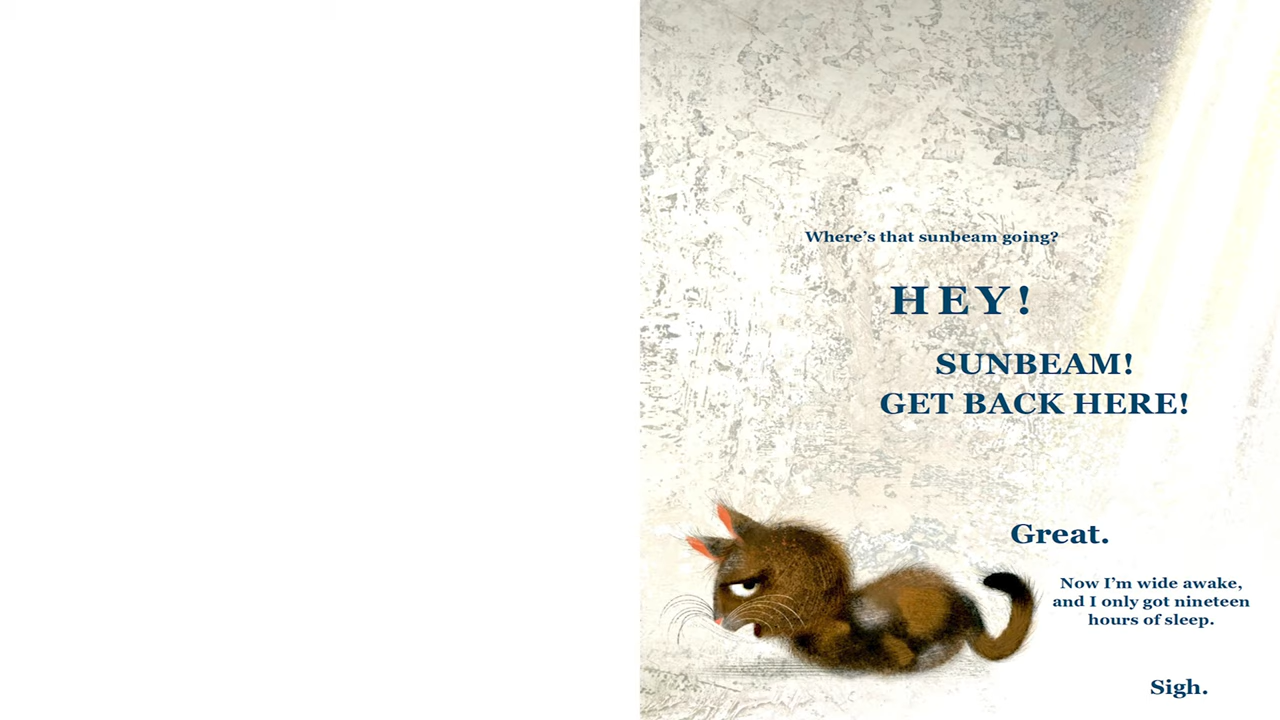 Where’s that sunbeam going?
HEY!
SUNBEAM!
GET BACK HERE!
Great.
Now I’m wide awake,
and I only got nineteen
hours of sleep.
Sigh.